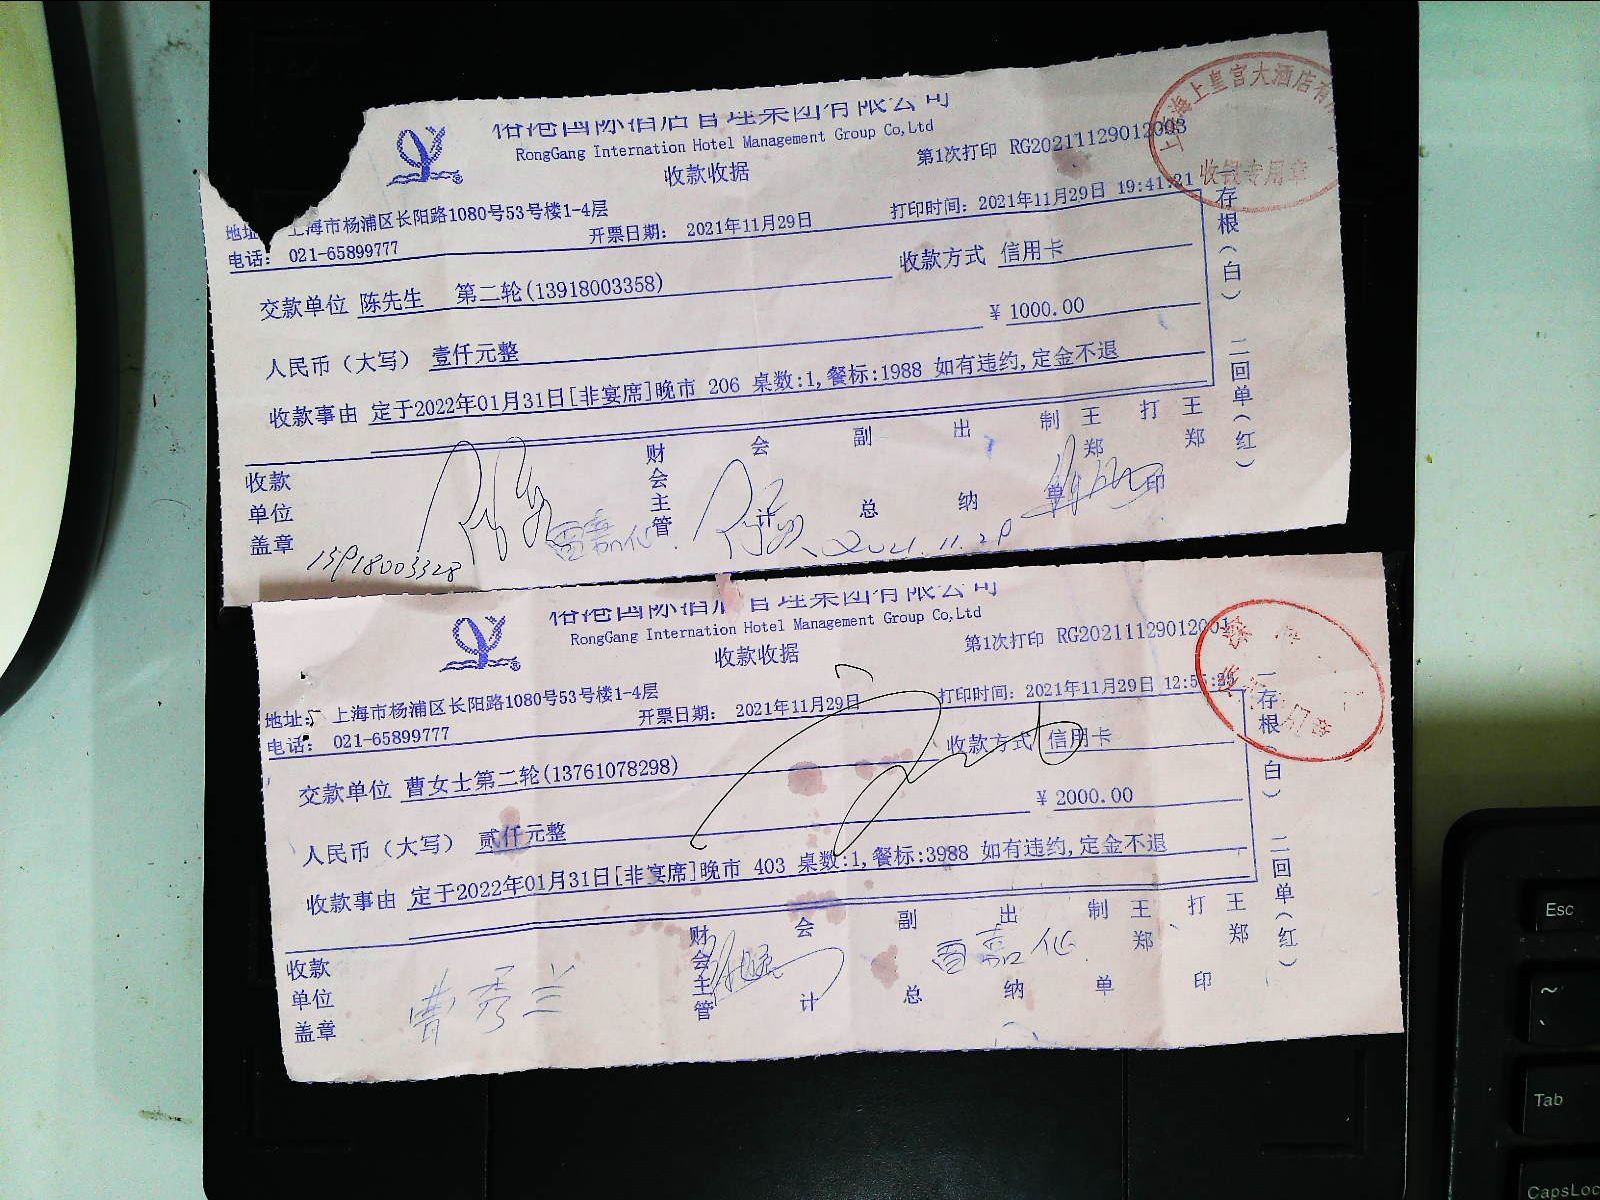 榕港国际酒店管理集团有限公司
RongGang Internation Hotel Management Group Co,Ltd
收款收据
第1次打印 RG20211129012003
上海上皇宫大酒店有
收银专用章
地址 上海市杨浦区长阳路1080号53号楼1-4层
电话： 021-65899777
开票日期： 2021年11月29日
打印时间：2021年11月29日 19:41:21
交款单位 陈先生 第二轮(13918003358)
收款方式 信用卡
人民币（大写） 壹仟元整
¥ 1000.00
收款事由 定于2022年01月31日[非宴席]晚市 206 桌数:1,餐标:1988 如有违约,定金不退
一存根（白） 二回单（红）
收款单位盖章
财会主管
会计
副总
出纳
制单
王郑
打印
王郑
13918003328
雷嘉仪
2021.11.29
榕港国际酒店管理集团有限公司
RongGang Internation Hotel Management Group Co,Ltd
收款收据
第1次打印 RG20211129012001
地址： 上海市杨浦区长阳路1080号53号楼1-4层
电话： 021-65899777
开票日期： 2021年11月29日
打印时间：2021年11月29日
交款单位 曹女士第二轮(13761078298)
收款方式 信用卡
人民币（大写） 贰仟元整
¥ 2000.00
收款事由 定于2022年01月31日[非宴席]晚市 403 桌数:1,餐标:3988 如有违约,定金不退
一存根（白） 二回单（红）
收款单位盖章
财会主管
会计
副总
出纳
制单
王郑
打印
王郑
曹秀兰
雷嘉仪
Esc
~
Tab
CapsLoc